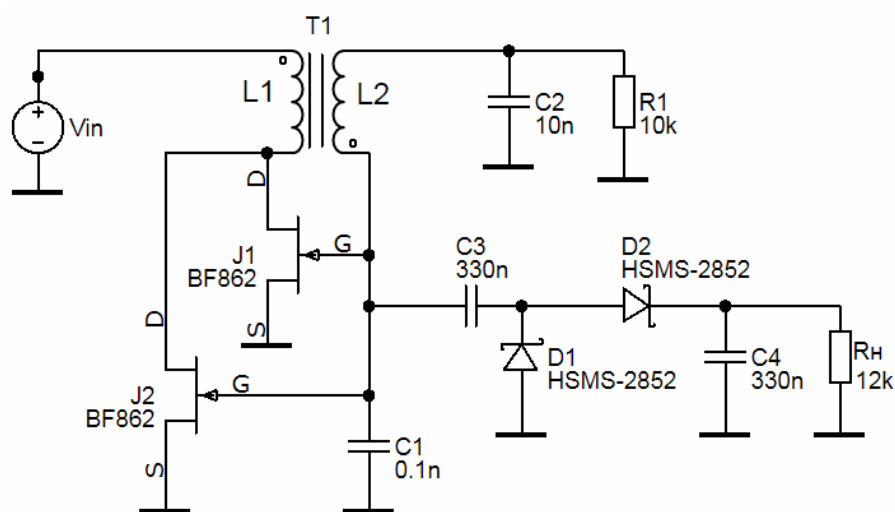 T1
L1
L2
Vin
C2
10n
R1
10k
D
J1
BF862
G
S
C3
330n
D2
HSMS-2852
D1
HSMS-2852
C4
330n
Rн
12k
D
J2
BF862
G
S
C1
0.1n